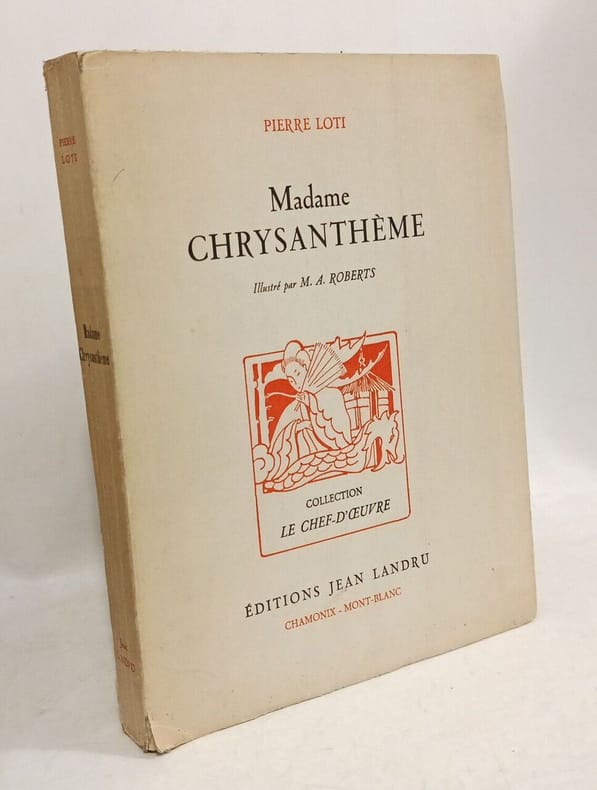 PIERRE LOTI
Madame
CHRYSANTHÈME
Illustré par M. A. ROBERTS
COLLECTION
LE CHEF-D'ŒUVRE
ÉDITIONS JEAN LANDRU
CHAMONIX - MONT-BLANC
PIERRE
LOTI
Madame
Chrysanthème